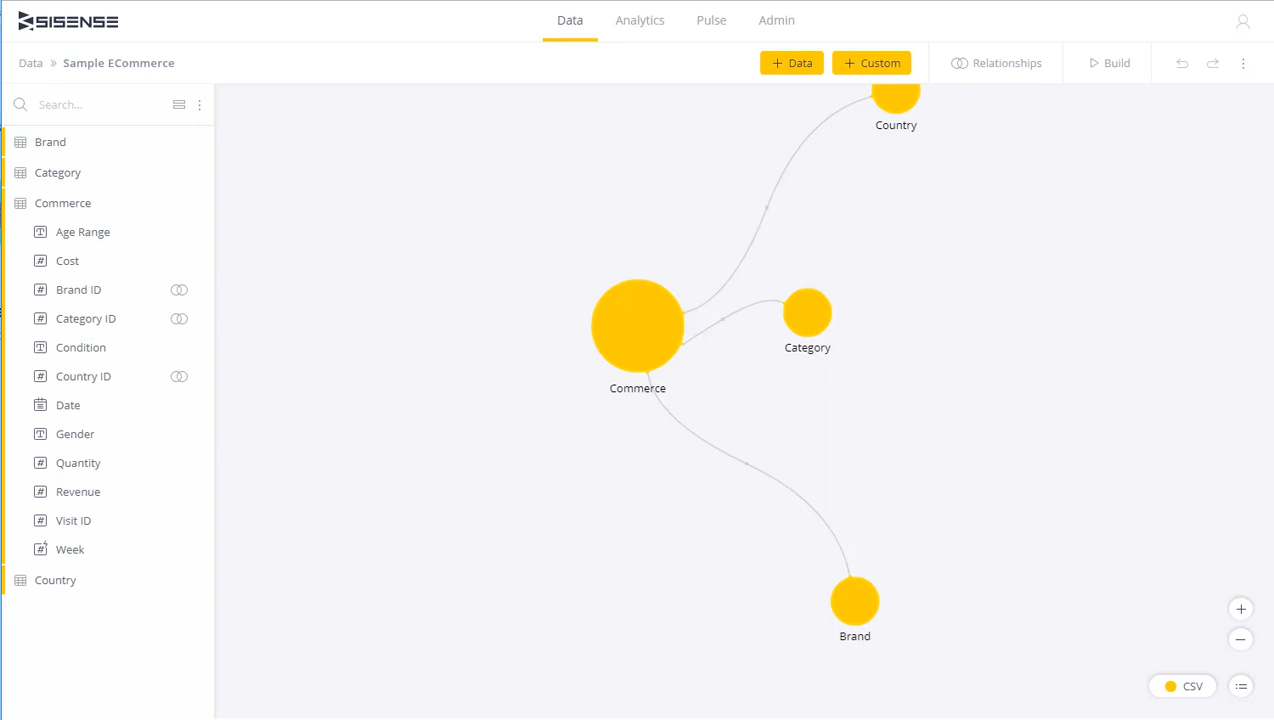 SISENSE
Data Analytics Pulse Admin
Data » Sample ECommerce
+ Data
+ Custom
Relationships
Build
Search...
Brand
Category
Commerce
Age Range
Cost
Brand ID
Category ID
Condition
Country ID
Date
Gender
Quantity
Revenue
Visit ID
Week
Country
Country
Category
Commerce
Brand
CSV